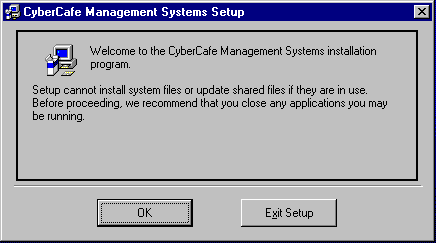 CyberCafe Management Systems Setup
Welcome to the CyberCafe Management Systems installation
program.
Setup cannot install system files or update shared files if they are in use.
Before proceeding, we recommend that you close any applications you may
be running.
OK
Exit Setup